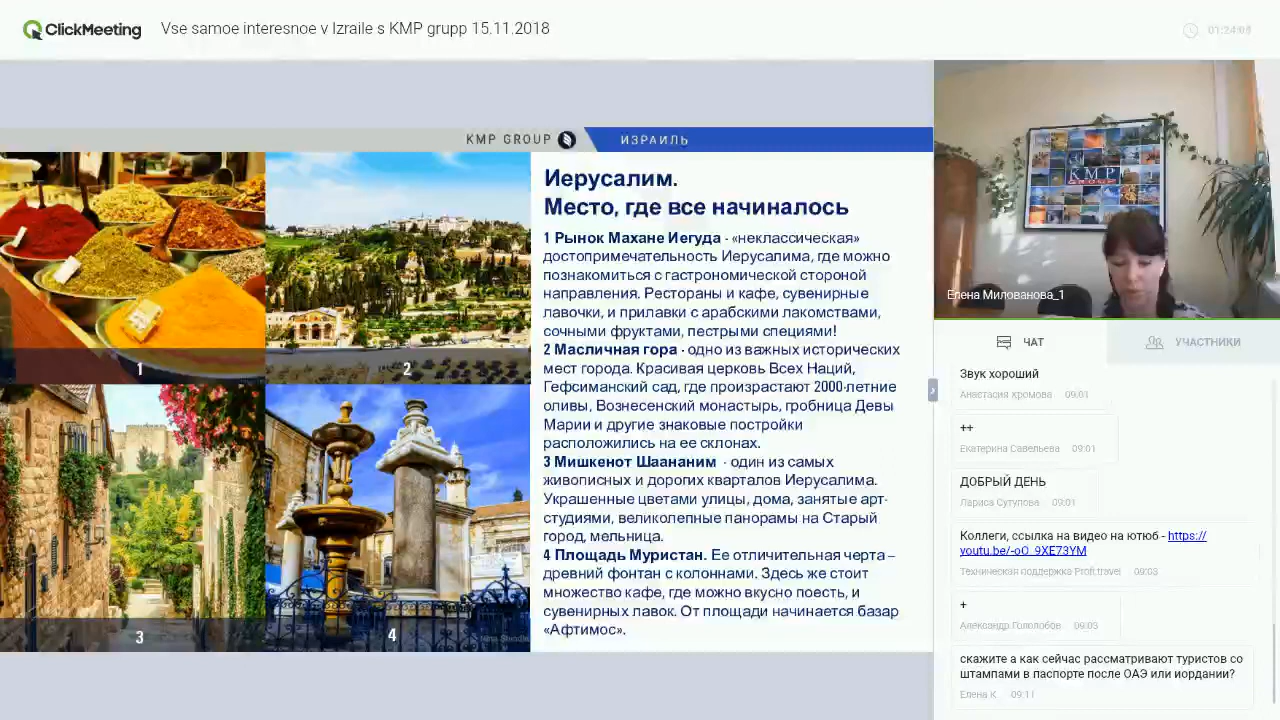 ClickMeeting
Vse samoe interesnoe v Izraile s KMP grupp 15.11.2018
KMP GROUP
ИЗРАИЛЬ
Иерусалим.
Место, где все начиналось
1 Рынок Махане Иегуда - «неклассическая»
достопримечательность Иерусалима, где можно
познакомиться с гастрономической стороной
направления. Рестораны и кафе, сувенирные
лавочки, и прилавки с арабскими лакомствами,
сочными фруктами, пестрыми специями!
2 Масличная гора - одно из важных исторических
мест города. Красивая церковь Всех Наций,
Гефсиманский сад, где произрастают 2000-летние
оливы, Вознесенский монастырь, гробница Девы
Марии и другие знаковые постройки
расположились на ее склонах.
3 Мишкенот Шаананим - один из самых
живописных и дорогих кварталов Иерусалима.
Украшенные цветами улицы, дома, занятые арт-
студиями, великолепные панорамы на Старый
город, мельница.
4 Площадь Муристан. Ее отличительная черта –
древний фонтан с колоннами. Здесь же стоит
множество кафе, где можно вкусно поесть, и
сувенирных лавок. От площади начинается базар
«Афтимос».
1
2
3
4
KMP
Елена Милованова_1
ЧАТ
УЧАСТНИКИ
Звук хороший
Анастасия хромова 09:01
++
Екатерина Савельева 09:01
ДОБРЫЙ ДЕНЬ
Лариса Сутулова 09:01
Коллеги, ссылка на видео на ютюб - https://
youtu.be/-oO_9XE73YM
Техническая поддержка Profi.travel 09:03
+
Александр Гололобов 09:03
скажите а как сейчас рассматривают туристов со
штампами в паспорте после ОАЭ или иордании?
Елена К 09:11